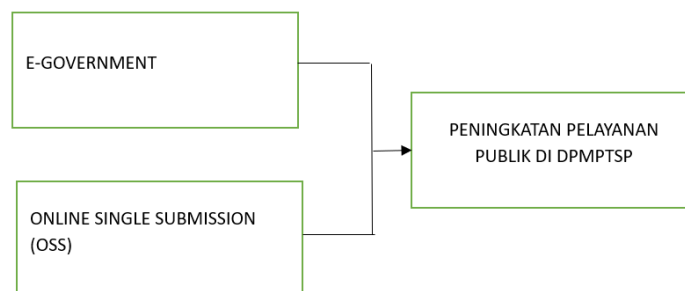 E-GOVERNMENT
PENINGKATAN PELAYANAN
PUBLIK DI DPMPTSP
ONLINE SINGLE SUBMISSION
(OSS)